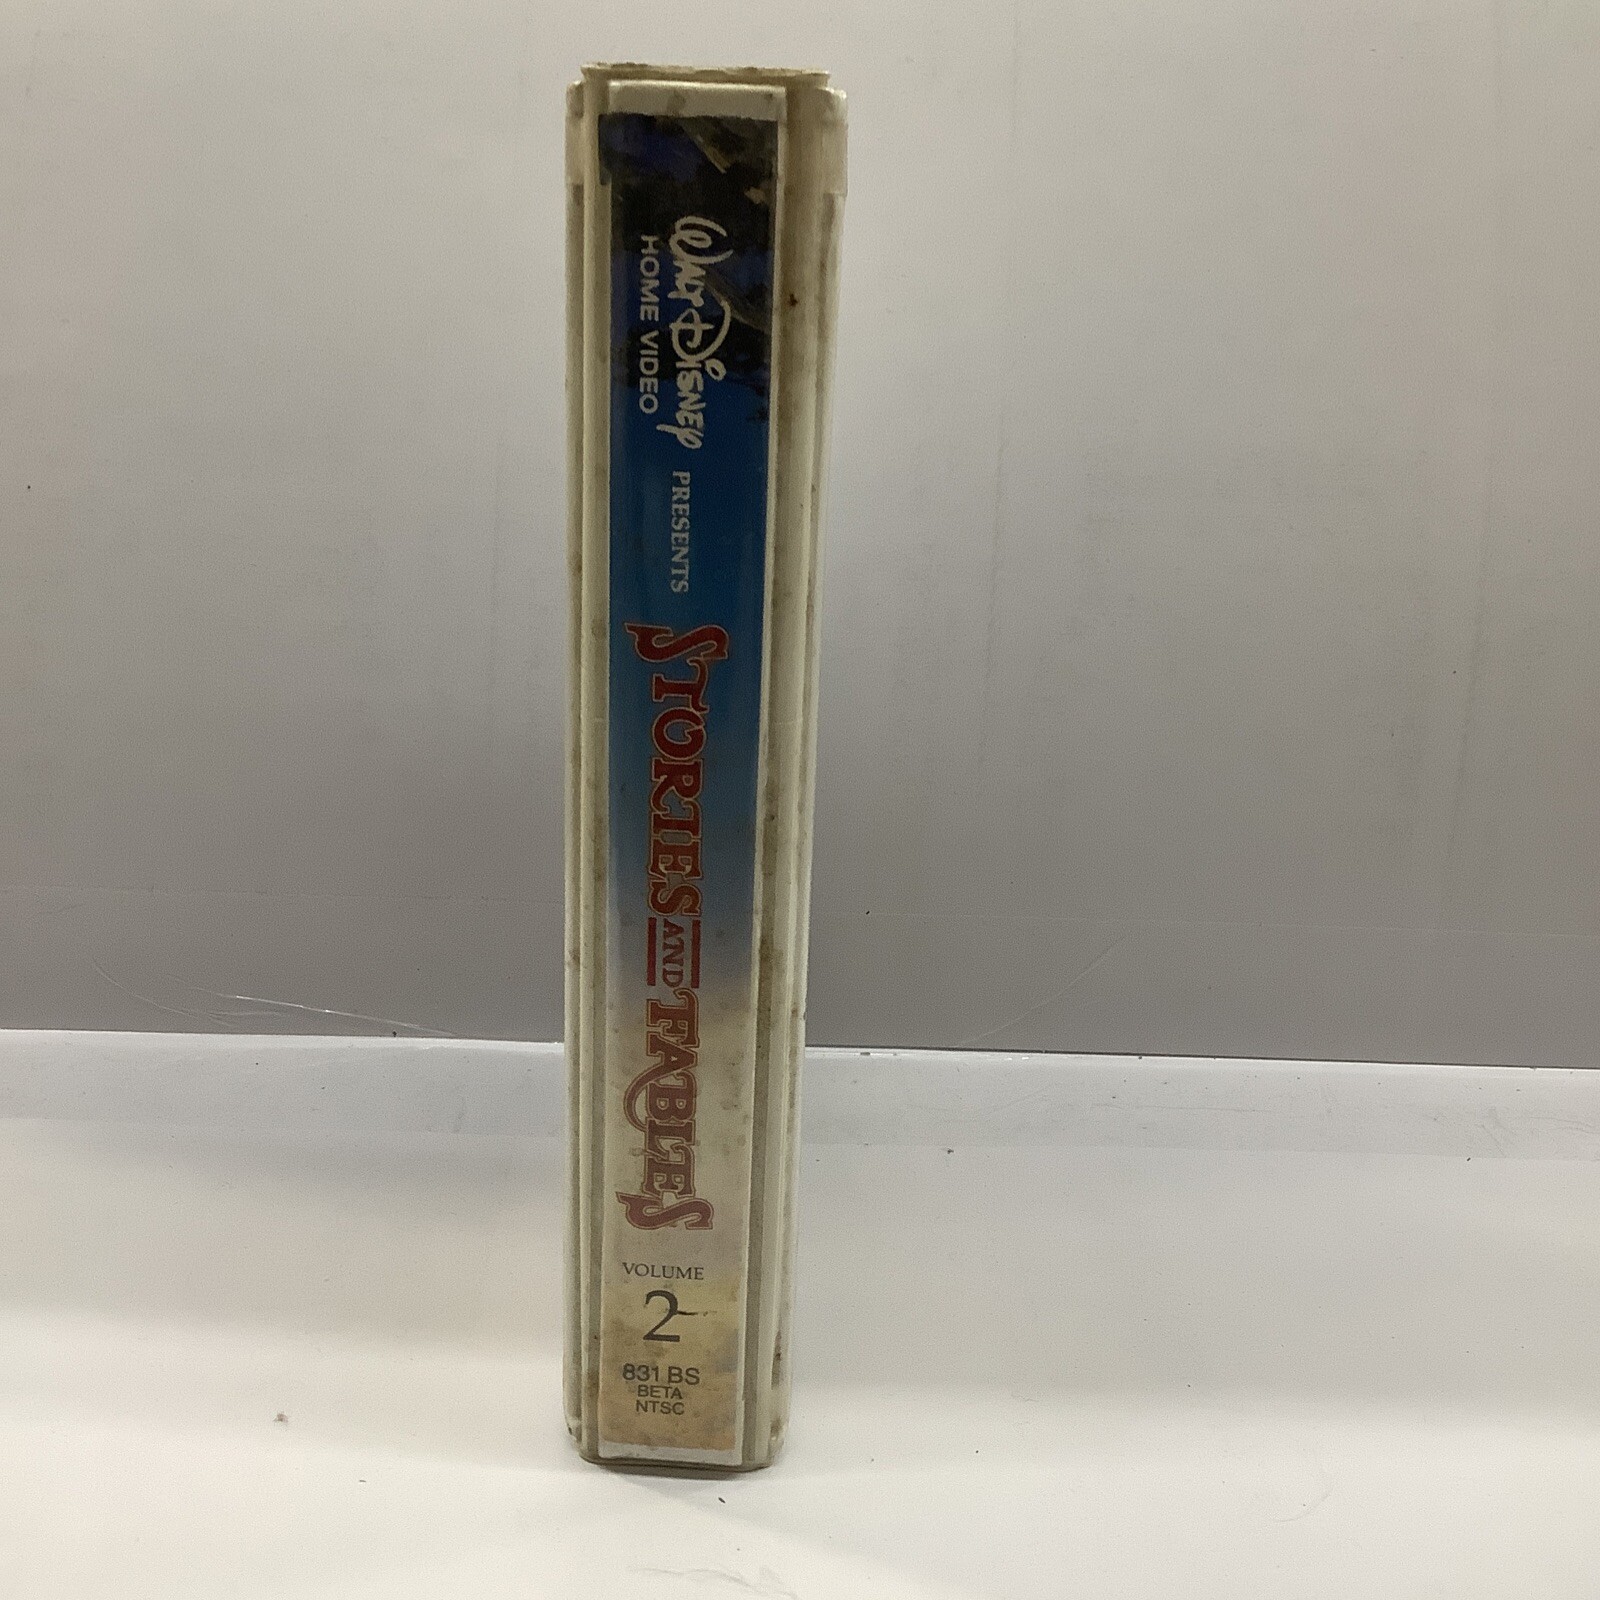 WALT DISNEY
HOME VIDEO
PRESENTS
STORIES AND FABLES
VOLUME
2
831 BS
BETA
NTSC